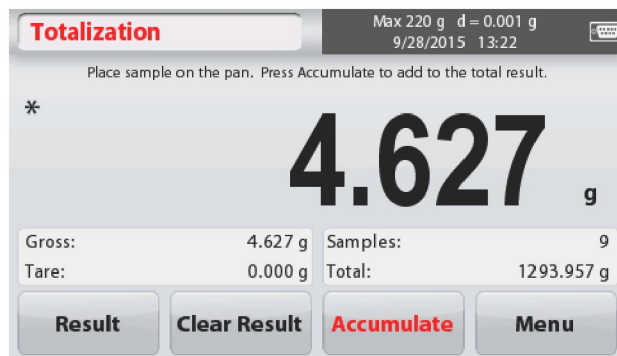 Totalization
Max 220 g d = 0.001 g
9/28/2015 13:22
Place sample on the pan. Press Accumulate to add to the total result.
*
4.627 g
Gross: 4.627 g Samples: 9
Tare: 0.000 g Total: 1293.957 g
Result Clear Result Accumulate Menu